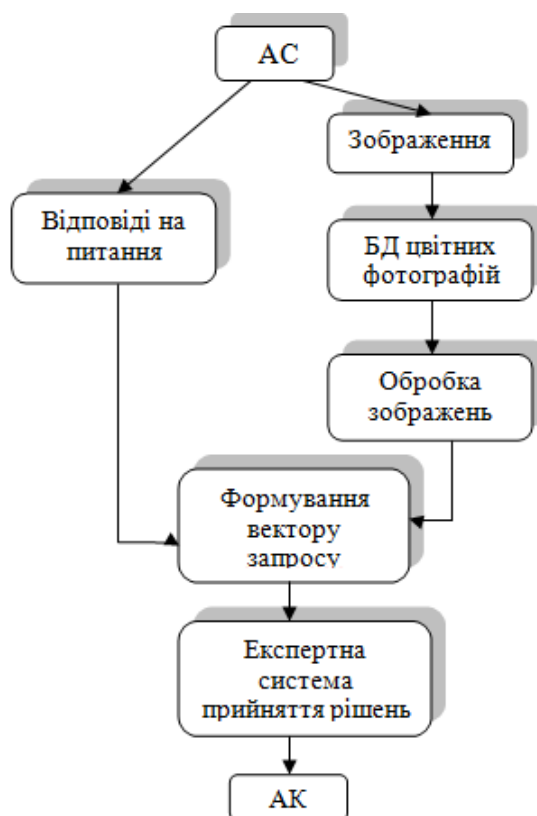 АС
Зображення
Відповіді на
питання
БД цвітних
фотографій
Обробка
зображень
Формування
вектору
запросу
Експертна
система
прийняття рішень
АК